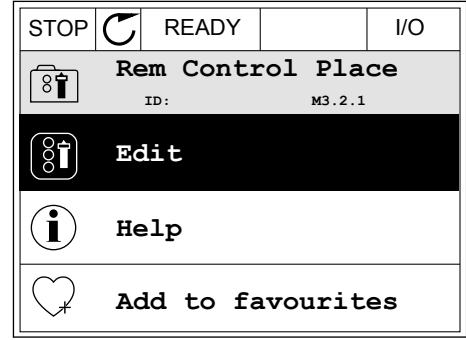 STOP READY I/O
Rem Control Place
ID: M3.2.1
Edit
Help
Add to favourites